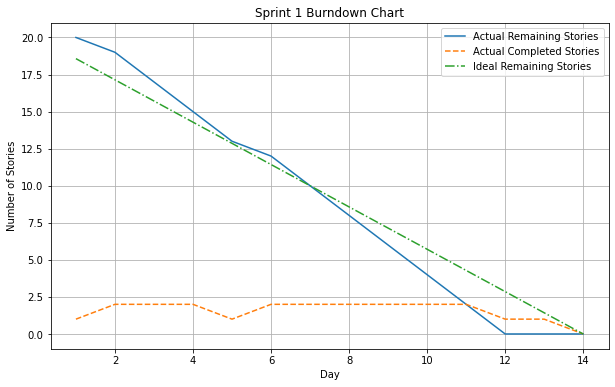 Sprint 1 Burndown Chart
Actual Remaining Stories
Actual Completed Stories
Ideal Remaining Stories
Number of Stories
20.0
17.5
15.0
12.5
10.0
7.5
5.0
2.5
0.0
2 4 6 8 10 12 14
Day